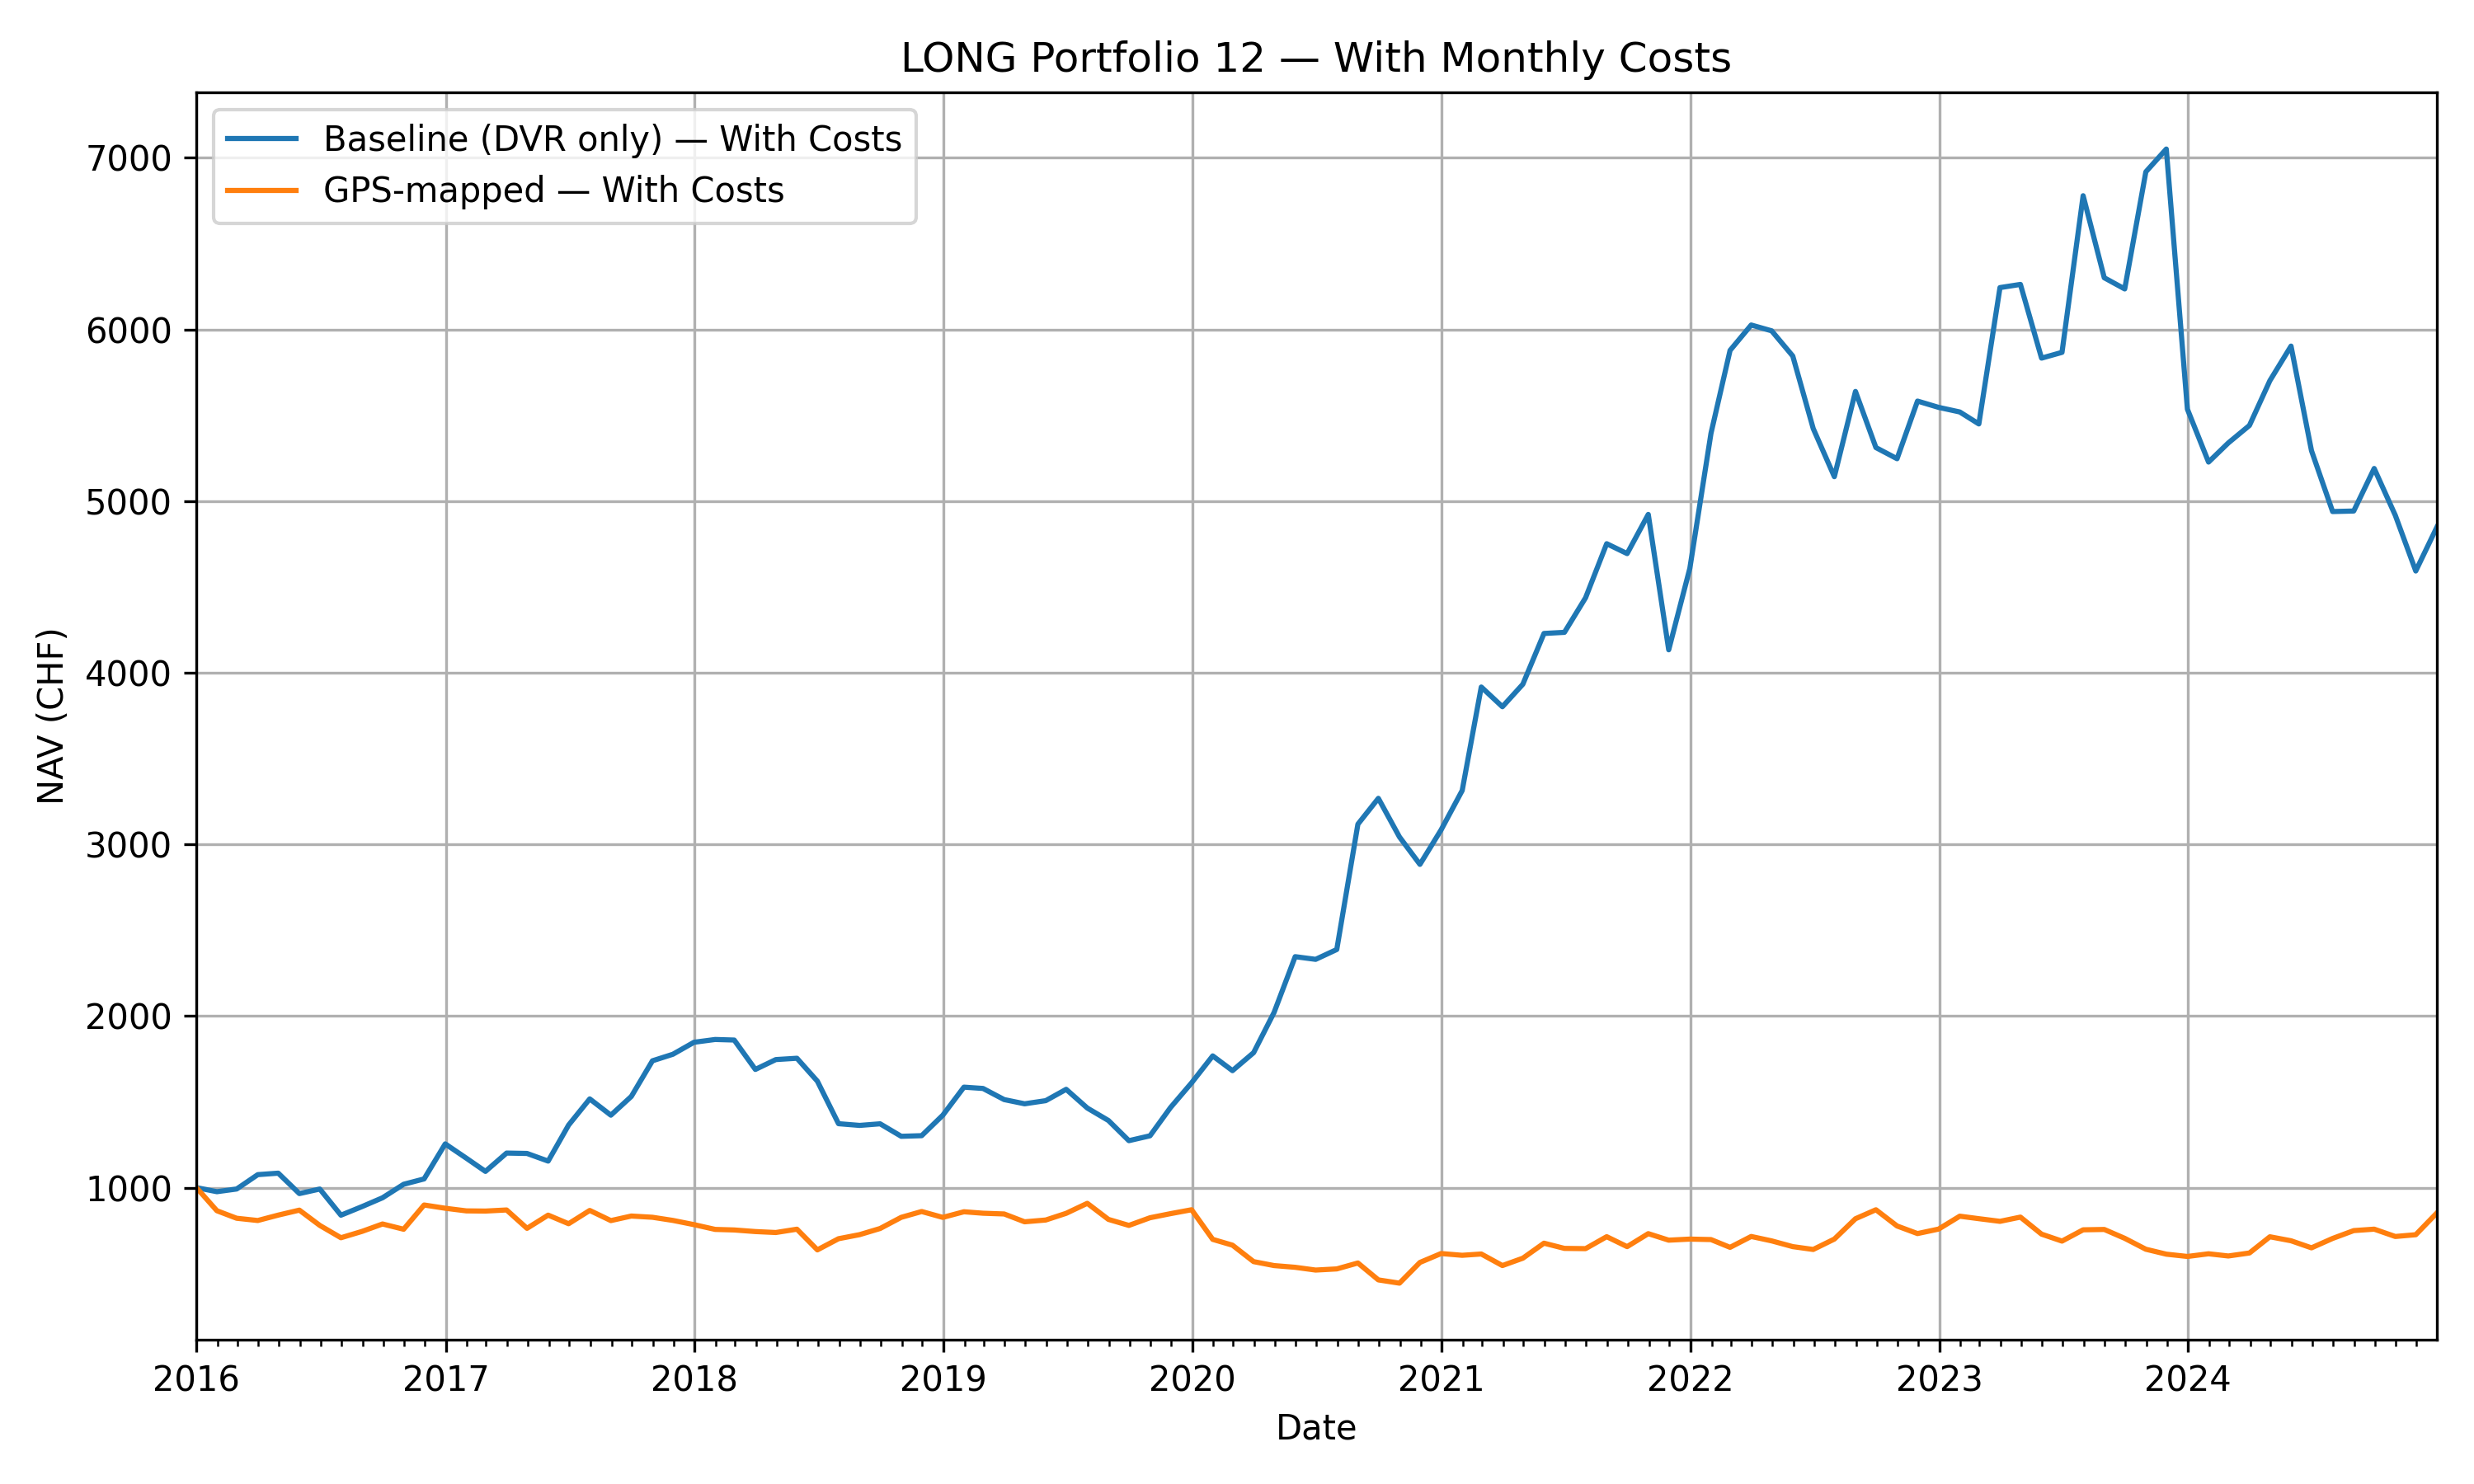 LONG Portfolio 12 — With Monthly Costs
Baseline (DVR only) — With Costs
GPS-mapped — With Costs
NAV (CHF)
7000
6000
5000
4000
3000
2000
1000
2016 2017 2018 2019 2020 2021 2022 2023 2024
Date